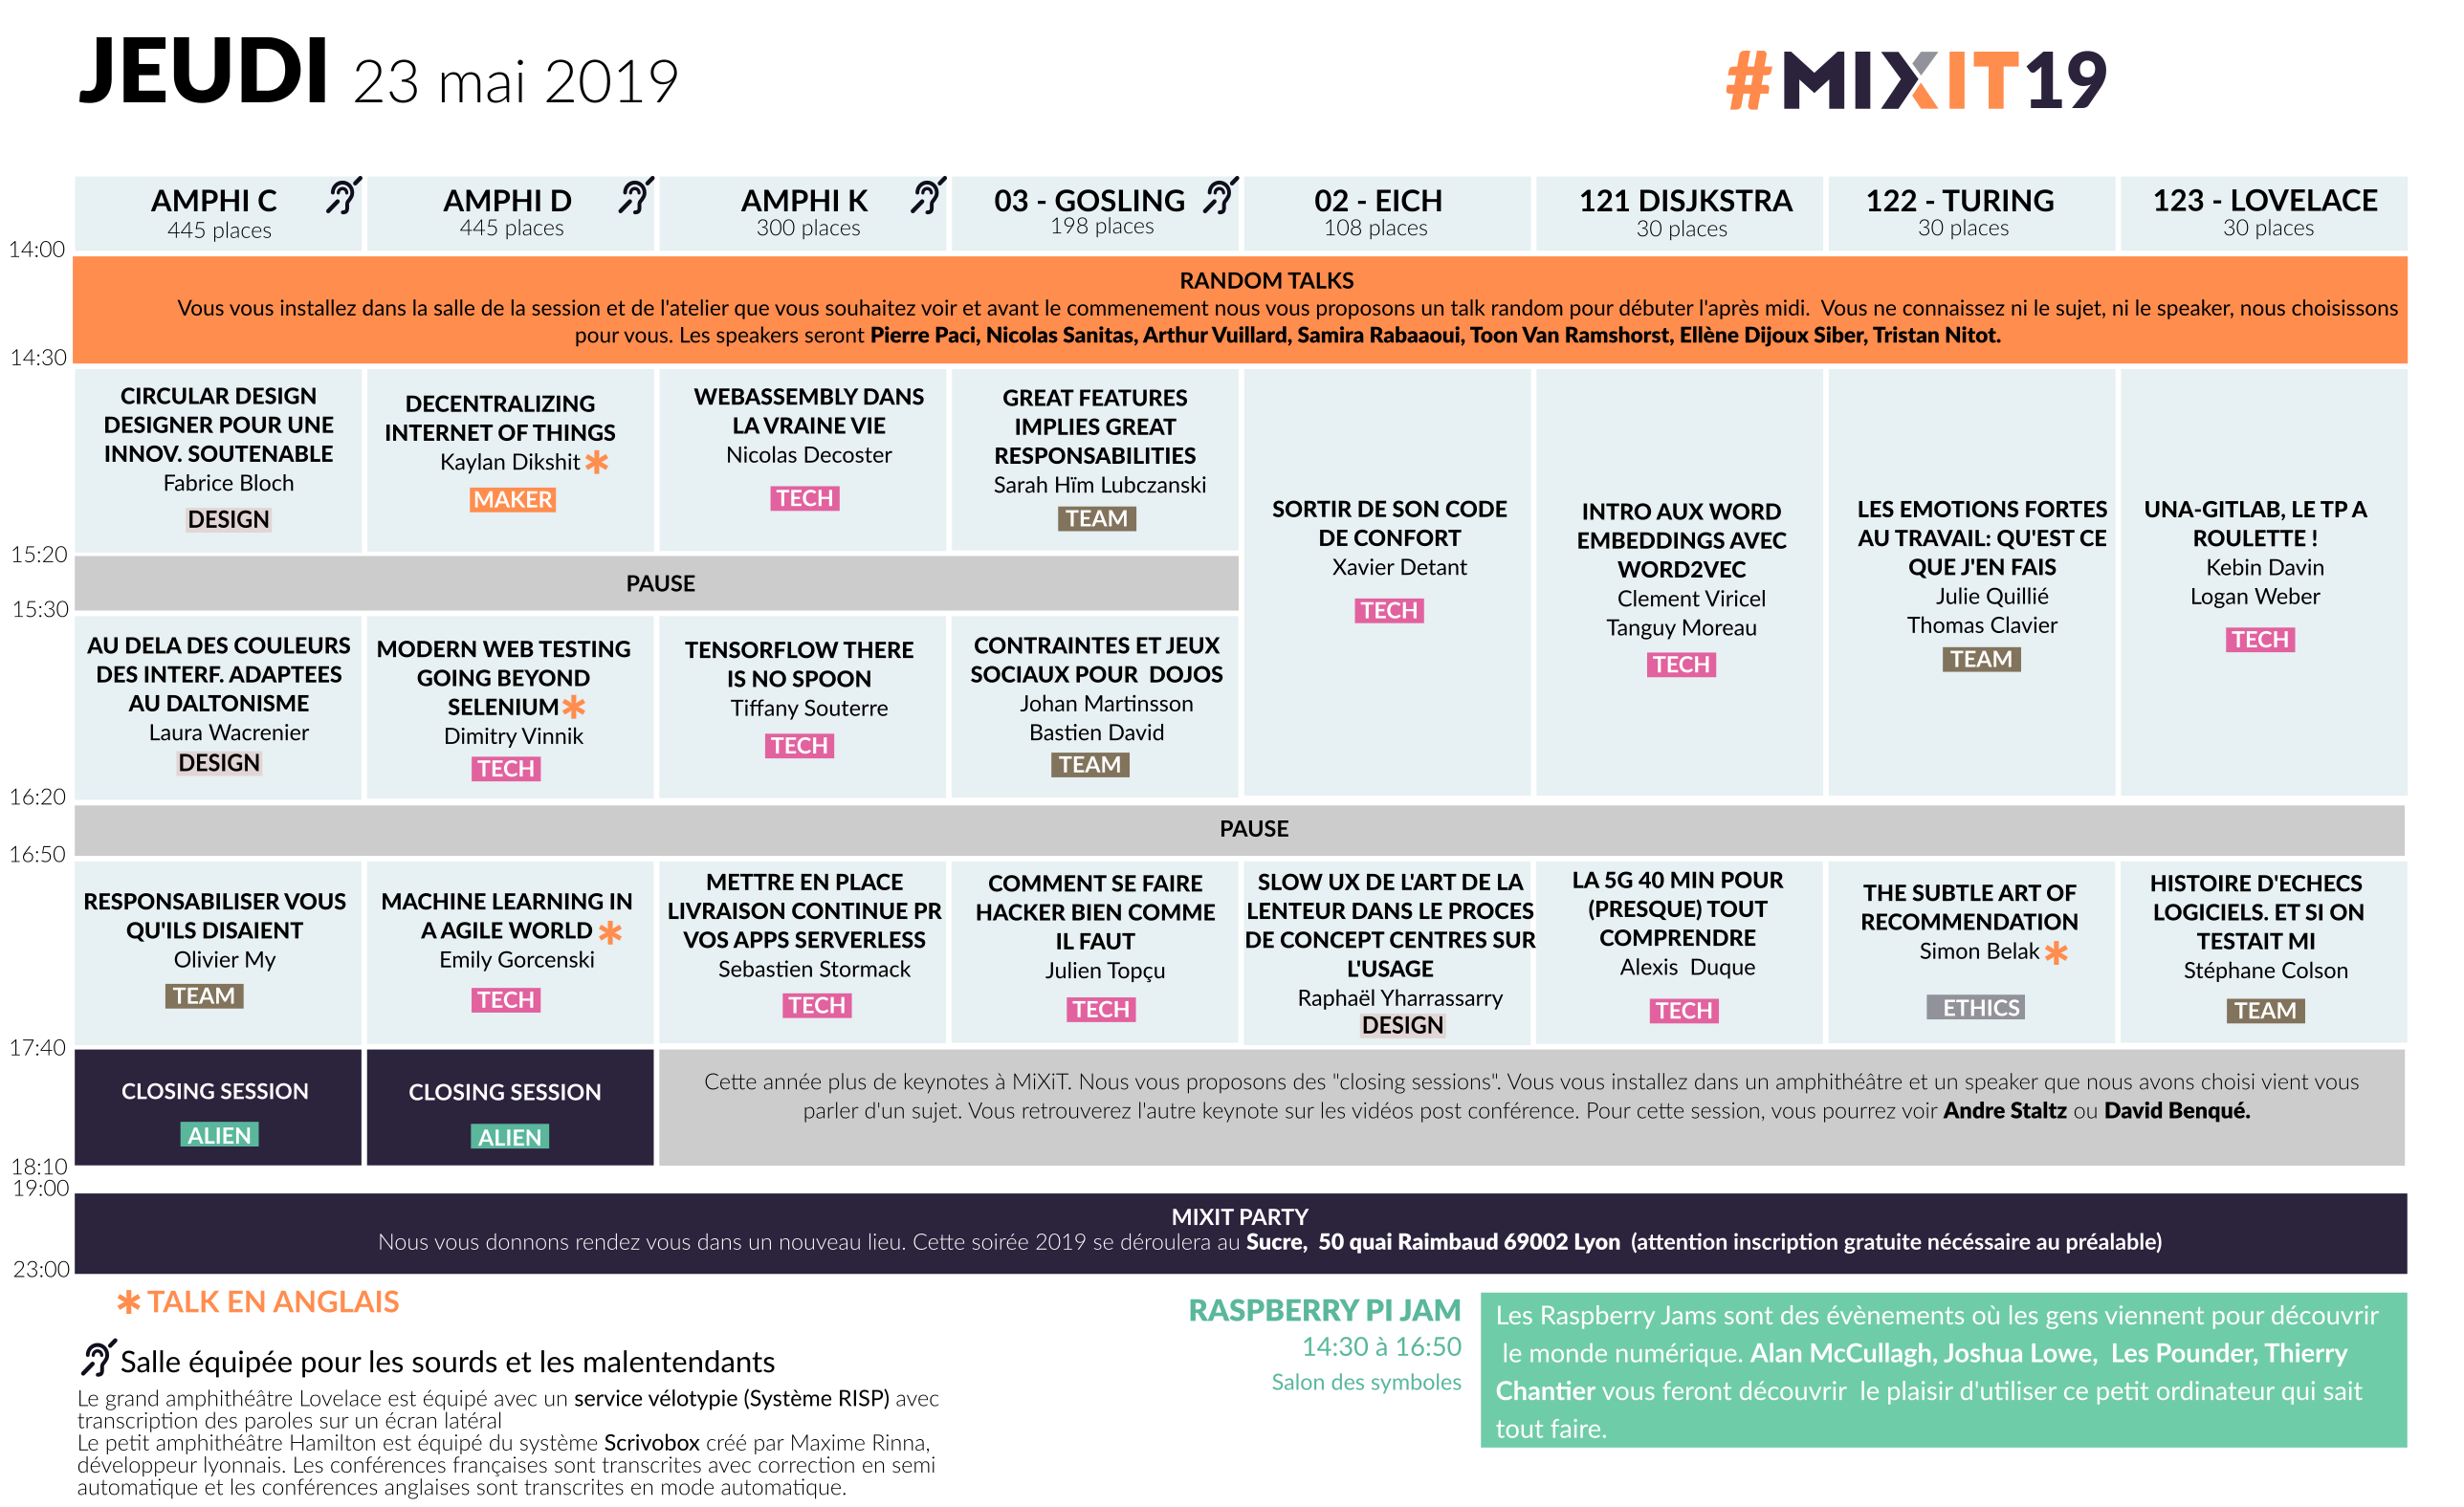 JEUDI 23 mai 2019
#MIXIT19
AMPHI C
445 places
AMPHI D
445 places
AMPHI K
300 places
03 - GOSLING
198 places
02 - EICH
108 places
121 DISJKSTRA
30 places
122 - TURING
30 places
123 - LOVELACE
30 places
14:00
RANDOM TALKS
Vous vous installez dans la salle de la session et de l'atelier que vous souhaitez voir et avant le commenement nous vous proposons un talk random pour débuter l'après midi. Vous ne connaissez ni le sujet, ni le speaker, nous choisissons
pour vous. Les speakers seront Pierre Paci, Nicolas Sanitas, Arthur Vuillard, Samira Rabaaoui, Toon Van Ramshorst, Ellène Dijoux Siber, Tristan Nitot.
14:30
CIRCULAR DESIGN
DESIGNER POUR UNE
INNOV. SOUTENABLE
Fabrice Bloch
DESIGN
DECENTRALIZING
INTERNET OF THINGS
Kaylan Dikshit *
MAKER
WEBASSEMBLY DANS
LA VRAINE VIE
Nicolas Decoster
TECH
GREAT FEATURES
IMPLIES GREAT
RESPONSABILITIES
Sarah Hïm Lubczanski
TEAM
SORTIR DE SON CODE
DE CONFORT
Xavier Detant
TECH
INTRO AUX WORD
EMBEDDINGS AVEC
WORD2VEC
Clement Viricel
Tanguy Moreau
TECH
LES EMOTIONS FORTES
AU TRAVAIL: QU'EST CE
QUE J'EN FAIS
Julie Quillié
Thomas Clavier
TEAM
UNA-GITLAB, LE TP A
ROULETTE !
Kebin Davin
Logan Weber
TECH
15:20
PAUSE
15:30
AU DELA DES COULEURS
DES INTERF. ADAPTEES
AU DALTONISME
Laura Wacrenier
DESIGN
MODERN WEB TESTING
GOING BEYOND
SELENIUM *
Dimitry Vinnik
TECH
TENSORFLOW THERE
IS NO SPOON
Tiffany Souterre
TECH
CONTRAINTES ET JEUX
SOCIAUX POUR DOJOS
Johan Martinsson
Bastien David
TEAM
16:20
PAUSE
16:50
RESPONSABILISER VOUS
QU'ILS DISAIENT
Olivier My
TEAM
MACHINE LEARNING IN
A AGILE WORLD *
Emily Gorcenski
TECH
METTRE EN PLACE
LIVRAISON CONTINUE PR
VOS APPS SERVERLESS
Sebastien Stormack
TECH
COMMENT SE FAIRE
HACKER BIEN COMME
IL FAUT
Julien Topçu
TECH
SLOW UX DE L'ART DE LA
LENTEUR DANS LE PROCES
DE CONCEPT CENTRES SUR
L'USAGE
Raphaël Yharrassarry
DESIGN
LA 5G 40 MIN POUR
(PRESQUE) TOUT
COMPRENDRE
Alexis Duque
TECH
THE SUBTLE ART OF
RECOMMENDATION
Simon Belak *
ETHICS
HISTOIRE D'ECHECS
LOGICIELS. ET SI ON
TESTAIT MI
Stéphane Colson
TEAM
17:40
CLOSING SESSION
ALIEN
CLOSING SESSION
ALIEN
Cette année plus de keynotes à MiXiT. Nous vous proposons des "closing sessions". Vous vous installez dans un amphithéâtre et un speaker que nous avons choisi vient vous
parler d'un sujet. Vous retrouverez l'autre keynote sur les vidéos post conférence. Pour cette session, vous pourrez voir Andre Staltz ou David Benqué.
18:10
19:00
MIXIT PARTY
Nous vous donnons rendez vous dans un nouveau lieu. Cette soirée 2019 se déroulera au Sucre, 50 quai Raimbaud 69002 Lyon (attention inscription gratuite nécéssaire au préalable)
23:00
* TALK EN ANGLAIS
Salle équipée pour les sourds et les malentendants
Le grand amphithéâtre Lovelace est équipé avec un service vélotypie (Système RISP) avec
transcription des paroles sur un écran latéral
Le petit amphithéâtre Hamilton est équipé du système Scrivobox créé par Maxime Rinna,
développeur lyonnais. Les conférences françaises sont transcrites avec correction en semi
automatique et les conférences anglaises sont transcrites en mode automatique.
RASPBERRY PI JAM
14:30 à 16:50
Salon des symboles
Les Raspberry Jams sont des évènements où les gens viennent pour découvrir
le monde numérique. Alan McCullagh, Joshua Lowe, Les Pounder, Thierry
Chantier vous feront découvrir le plaisir d'utiliser ce petit ordinateur qui sait
tout faire.